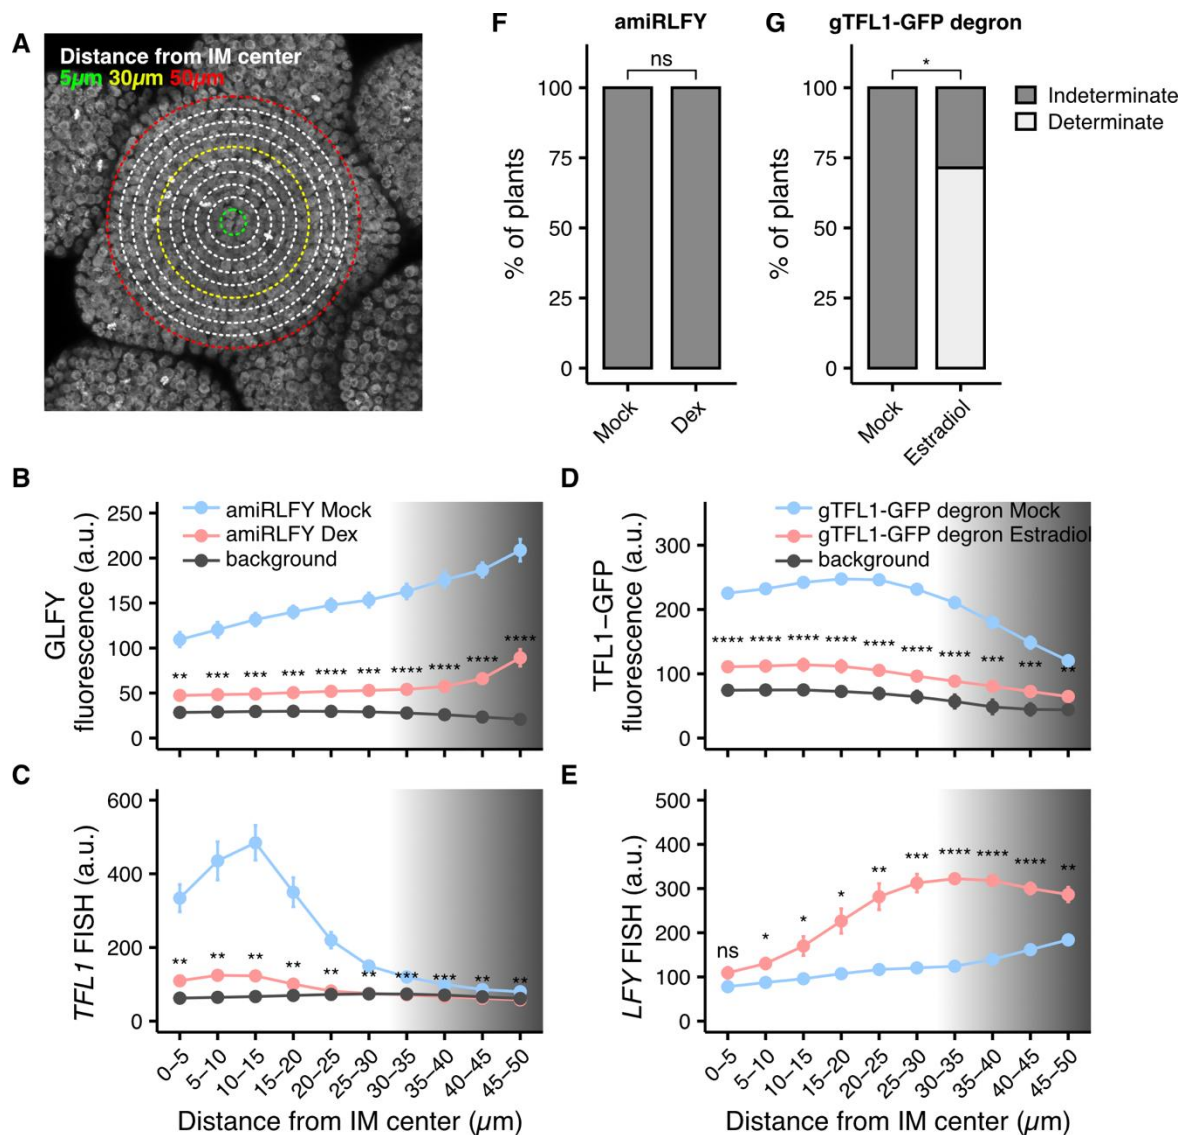 A
Distance from IM center
5µm 30µm 50µm
F
amiRLFY
ns
100
75
50
25
0
% of plants
Mock
Dex
G
gTFL1-GFP degron
*
100
75
50
25
0
% of plants
Mock
Estradiol
Indeterminate
Determinate
B
GLFY
fluorescence (a.u.)
250
200
150
100
50
0
amiRLFY Mock
amiRLFY Dex
background
** *** *** *** **** *** **** **** **** ****
D
TFL1−GFP
fluorescence (a.u.)
300
200
100
0
gTFL1-GFP degron Mock
gTFL1-GFP degron Estradiol
background
**** **** **** **** **** **** **** *** *** **
C
TFL1 FISH (a.u.)
600
400
200
0
** ** ** ** ** ** *** *** ** **
0−5
5−10
10−15
15−20
20−25
25−30
30−35
35−40
40−45
45−50
Distance from IM center (µm)
E
LFY FISH (a.u.)
500
400
300
200
100
0
ns * * * ** *** **** **** **** **
0−5
5−10
10−15
15−20
20−25
25−30
30−35
35−40
40−45
45−50
Distance from IM center (µm)